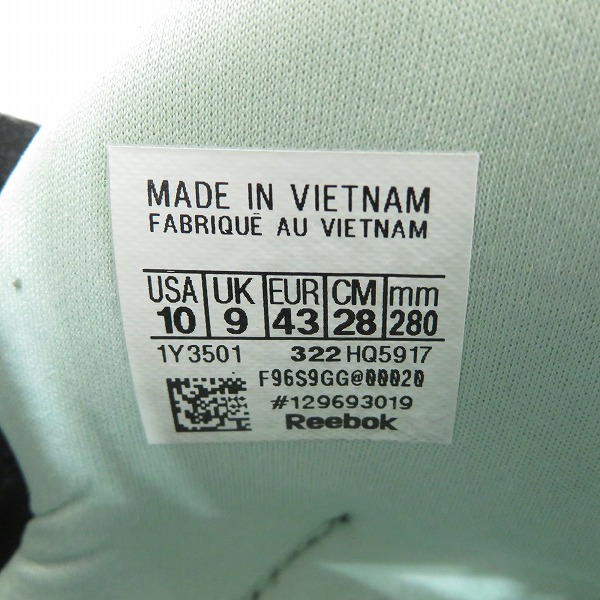 MADE IN VIETNAM
FABRIQUÉ AU VIETNAM
USA UK EUR CM mm
10 9 43 28 280
1Y3501 322 HQ5917
F96S9GG@00020
#129693019
Reebok